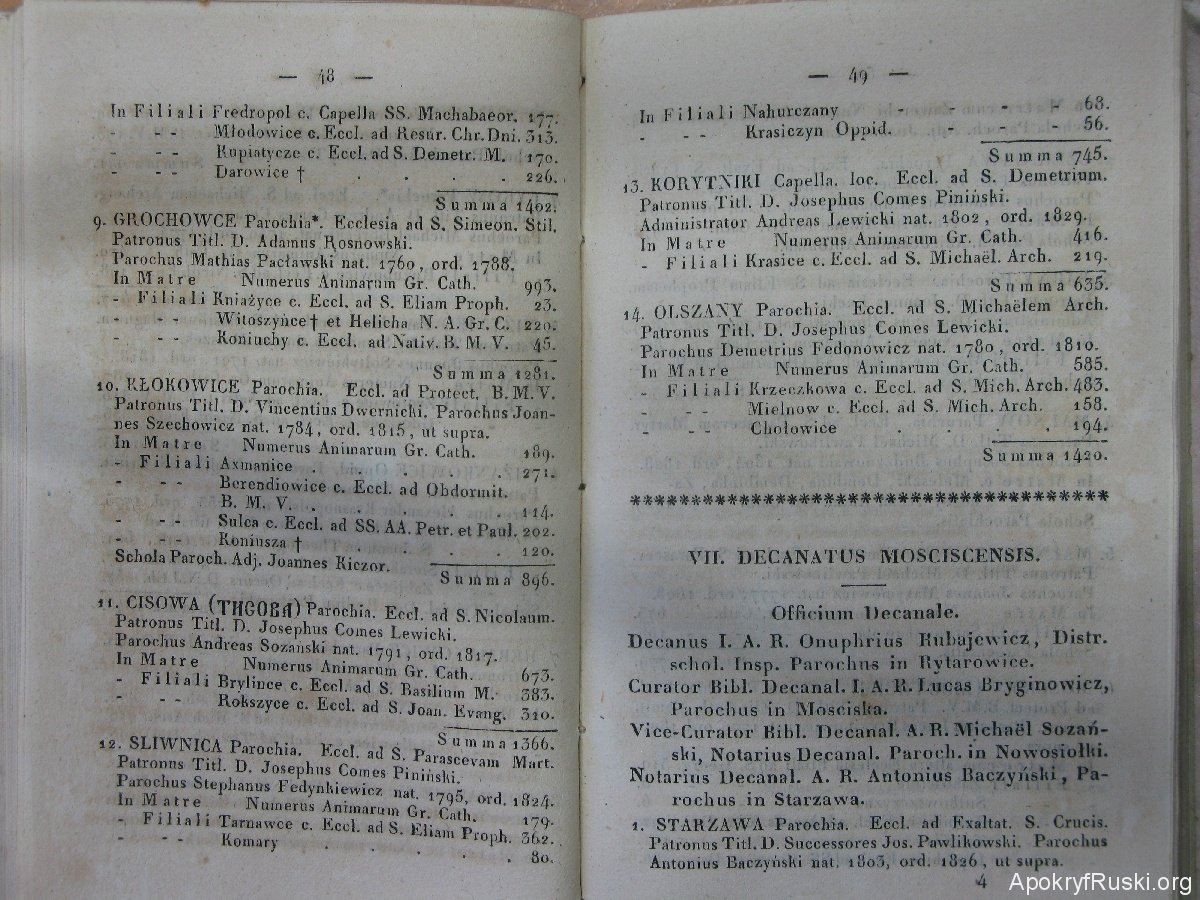 — 48 —
In Filiali Fredropol c. Capella SS. Machabaeor. 177.
- - - Młodowice c. Eccl. ad Resur. Chr. Dni. 313.
- - - Kupiatycze c. Eccl. ad S. Demetr. M. 170.
- - - Darowice † . . . . 226.
Summa 1402.
9. GROCHOWCE Parochia*. Ecclesia ad S. Simeon. Stil.
Patronus Titl. D. Adamus Rosnowski.
Parochus Mathias Pacławski nat. 1760, ord. 1788.
In Matre Numerus Animarum Gr. Cath. 993.
- Filiali Kniażyce c. Eccl. ad S. Eliam Proph. 23.
- - - Witoszyńce† et Helicha N. A. Gr. C. 220.
- - - Koniuchy c. Eccl. ad Nativ. B. M. V. 45.
Summa 1281.
10. KŁOKOWICE Parochia. Eccl. ad Protect. B. M. V.
Patronus Titl. D. Vincentius Dwernicki. Parochus Joan-
nes Szechowicz nat. 1784, ord. 1815, ut supra.
In Matre Numerus Animarum Gr. Cath. 189.
- Filiali Axmanice . . . . 271.
- - - Berendiowice c. Eccl. ad Obdormit.
B. M. V. . . . . 114.
- - - Sulca c. Eccl. ad SS. AA. Petr. et Paul. 202.
- - - Koniusza † . . . . 120.
Schola Paroch. Adj. Joannes Kiczor.
Summa 896.
11. CISOWA (ТИСОВА) Parochia. Eccl. ad S. Nicolaum.
Patronus Titl. D. Josephus Comes Lewicki.
Parochus Andreas Sozański nat. 1791, ord. 1817.
In Matre Numerus Animarum Gr. Cath. 673.
- Filiali Brylince c. Eccl. ad S. Basilium M. 383.
- - - Rokszyce c. Eccl. ad S. Joan. Evang. 310.
Summa 1366.
12. SLIWNICA Parochia. Eccl. ad S. Parascevam Mart.
Patronus Titl. D. Josephus Comes Piniński.
Parochus Stephanus Fedynkiewicz nat. 1795, ord. 1824.
In Matre Numerus Animarum Gr. Cath. 179.
- Filiali Tarnawce c. Eccl. ad S. Eliam Proph. 362.
- - - Komary . . . . 80.
— 49 —
In Filiali Nahurczany - - - - 68.
- - - Krasiczyn Oppid. - - - 56.
Summa 745.
13. KORYTNIKI Capella. loc. Eccl. ad S. Demetrium.
Patronus Titl. D. Josephus Comes Piniński.
Administrator Andreas Lewicki nat. 1802, ord. 1829.
In Matre Numerus Animarum Gr. Cath. 416.
- Filiali Krasice c. Eccl. ad S. Michaël. Arch. 219.
Summa 635.
14. OLSZANY Parochia. Eccl. ad S. Michaëlem Arch.
Patronus Titl. D. Josephus Comes Lewicki.
Parochus Demetrius Fedonowicz nat. 1780, ord. 1810.
In Matre Numerus Animarum Gr. Cath. 585.
- Filiali Krzeczkowa c. Eccl. ad S. Mich. Arch. 483.
- - - Mielnow c. Eccl. ad S. Mich. Arch. 158.
- - - Chołowice . . . 194.
Summa 1420.
VII. DECANATUS MOSCISCENSIS.
Officium Decanale.
Decanus I. A. R. Onuphrius Rubajewicz, Distr.
schol. Insp. Parochus in Rytarowice.
Curator Bibl. Decanal. I. A. R. Lucas Bryginowicz,
Parochus in Mosciska.
Vice-Curator Bibl. Decanal. A. R. Michaël Sozań-
ski, Notarius Decanal. Paroch. in Nowosiołki.
Notarius Decanal. A. R. Antonius Baczyński, Pa-
rochus in Starzawa.
1. STARZAWA Parochia. Eccl. ad Exaltat. S. Crucis.
Patronus Titl. D. Successores Jos. Pawlikowski. Parochus
Antonius Baczyński nat. 1803, ord. 1826, ut supra.
4
ApokryfRuski.org